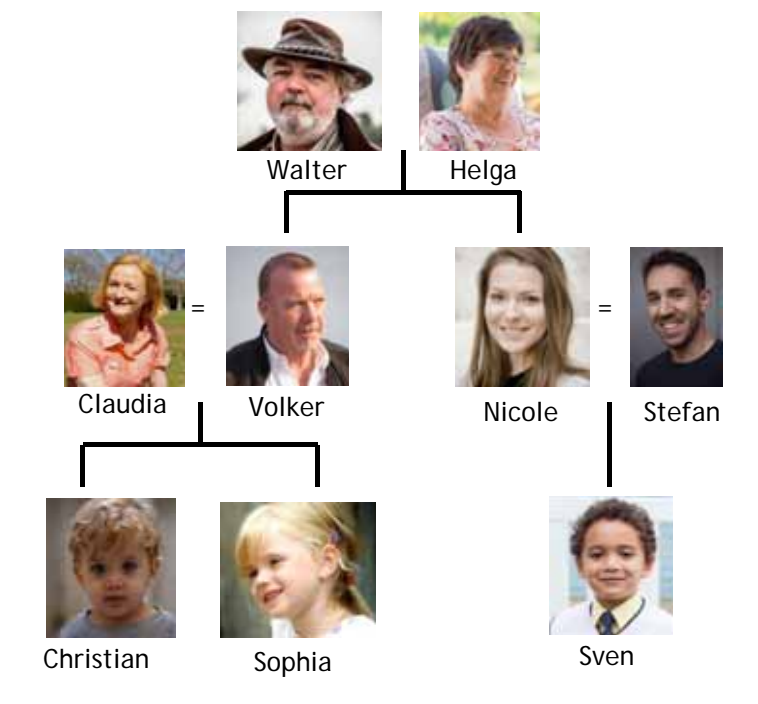 Walter Helga
= =
Claudia Volker Nicole Stefan
Christian Sophia Sven